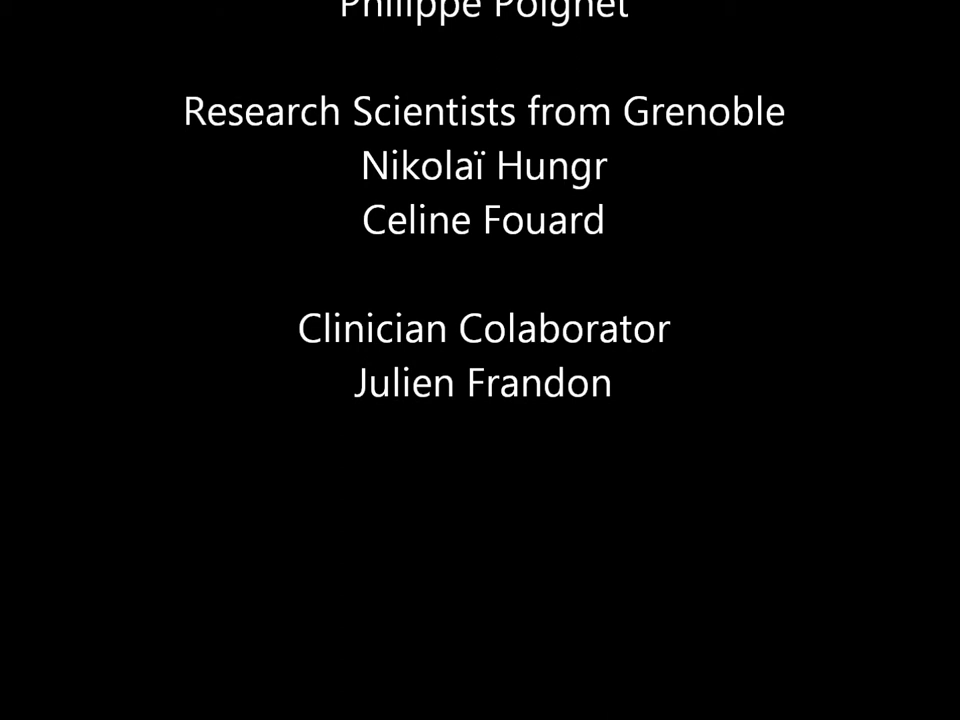 Philippe Poignet
Research Scientists from Grenoble
Nikolaï Hungr
Celine Fouard
Clinician Colaborator
Julien Frandon